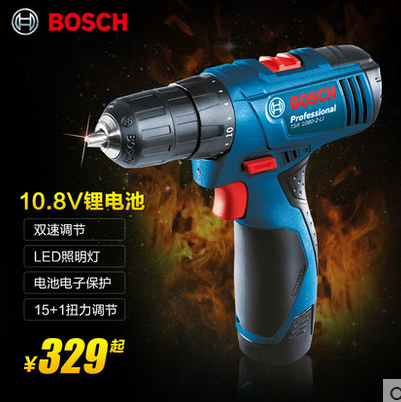 BOSCH
BOSCH
Professional
TSR 1080-2-LI
10
10.8V锂电池
双速调节
LED照明灯
电池电子保护
15+1扭力调节
¥329起